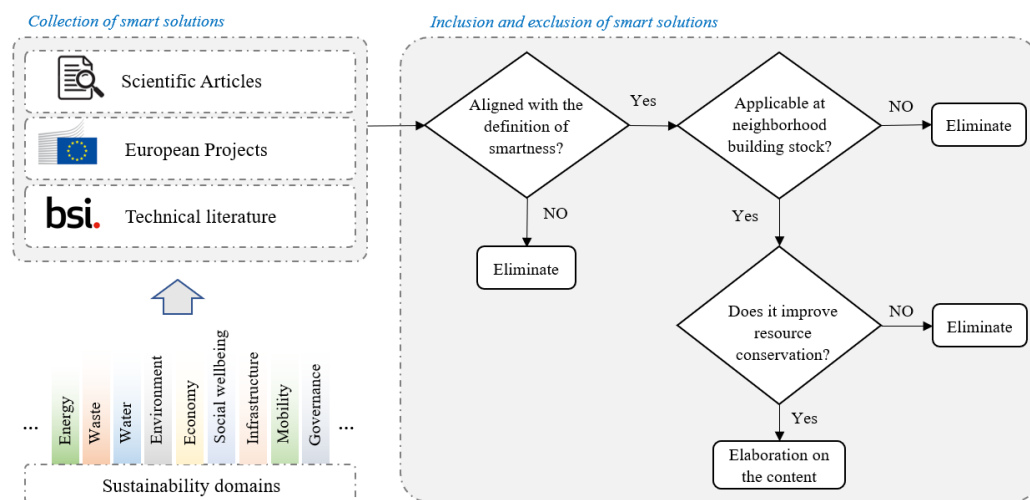 Collection of smart solutions
Scientific Articles
European Projects
bsi.
Technical literature
...
Energy
Waste
Water
Environment
Economy
Social wellbeing
Infrastructure
Mobility
Governance
...
Sustainability domains
Inclusion and exclusion of smart solutions
Aligned with the
definition of
smartness?
Yes
NO
Eliminate
Applicable at
neighborhood
building stock?
NO
Eliminate
Yes
Does it improve
resource
conservation?
NO
Eliminate
Yes
Elaboration on
the content